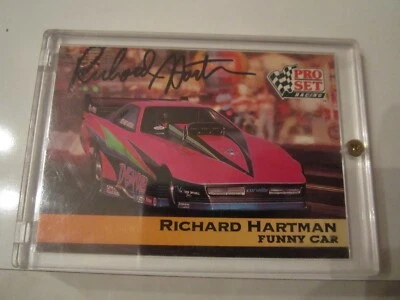 Richard Hartman
PRO
SET
RACING
RICHARD HARTMAN
FUNNY CAR